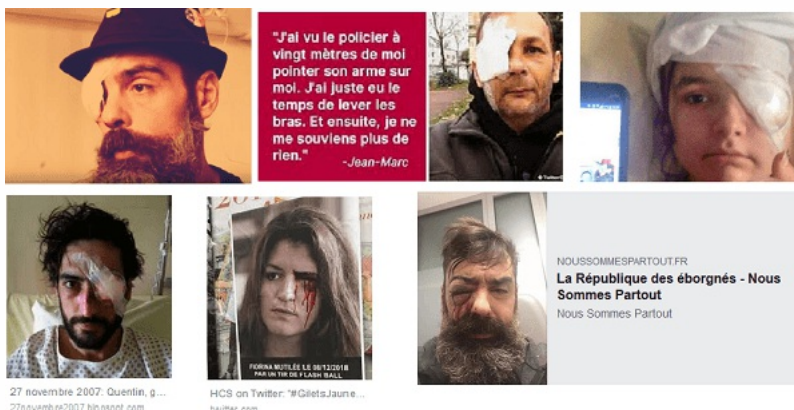 "J'ai vu le policier à
vingt mètres de moi
pointer son arme sur
moi. J'ai juste eu le
temps de lever les
bras. Et ensuite, je ne
me souviens plus de
rien."
-Jean-Marc
NOUSSOMMESPARTOUT.FR
La République des éborgnés - Nous
Sommes Partout
Nous Sommes Partout
FIORINA MUTILÉE LE 08/12/2018
PAR UN TIR DE FLASH BALL
27 novembre 2007: Quentin, g...
27novembre2007.blogspot.com
HCS on Twitter: "#GiletsJaune...
twitter.com